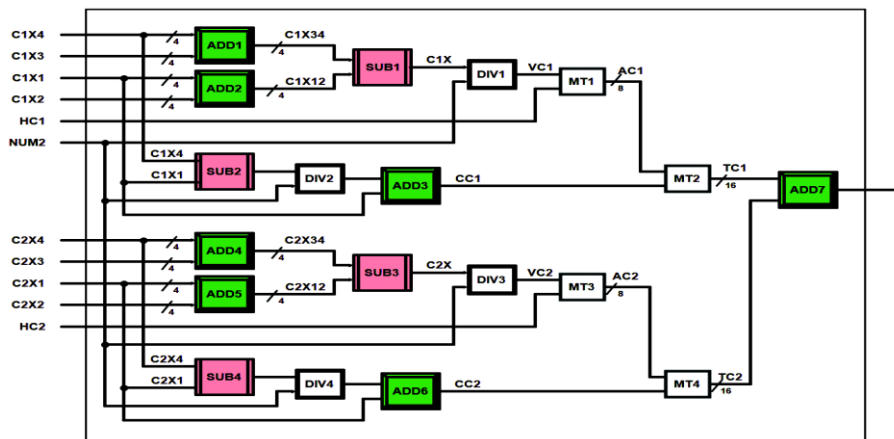 C1X4
4
ADD1
C1X34
4
C1X3
4
SUB1
C1X
DIV1
VC1
MT1
AC1
8
C1X1
4
ADD2
C1X12
4
C1X2
4
HC1
NUM2
C1X4
SUB2
C1X1
DIV2
ADD3
CC1
MT2
TC1
16
ADD7
C2X4
4
ADD4
C2X34
4
C2X3
4
SUB3
C2X
DIV3
VC2
MT3
AC2
8
C2X1
4
ADD5
C2X12
4
C2X2
4
HC2
C2X4
SUB4
C2X1
DIV4
ADD6
CC2
MT4
TC2
16